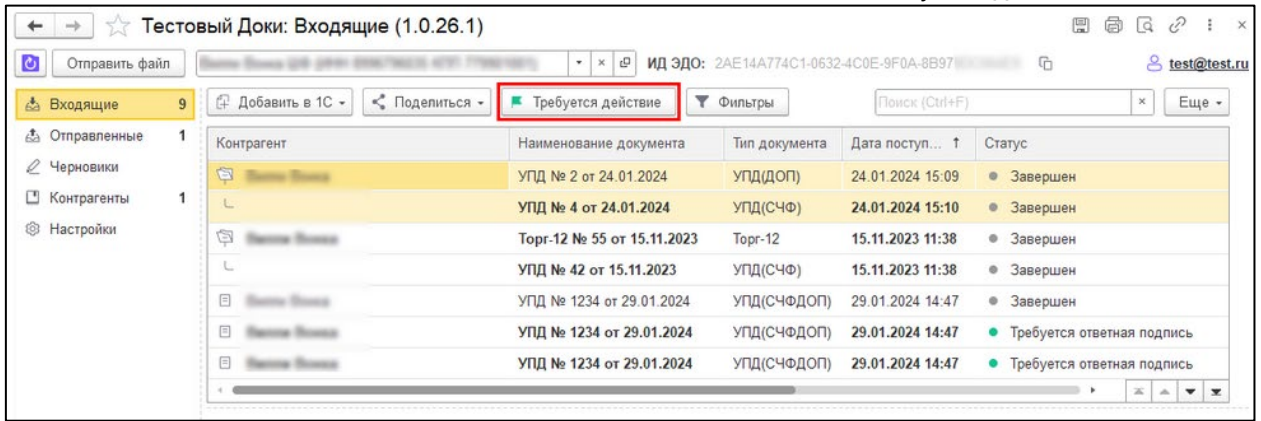 Тестовый Доки: Входящие (1.0.26.1)
Отправить файл ИД ЭДО: 2AE14A774C1-0632-4C0E-9F0A-8B97 test@test.ru
Входящие 9 Добавить в 1С Поделиться Требуется действие Фильтры Поиск (Ctrl+F) × Еще
Отправленные 1
Черновики
Контрагенты 1
Настройки
Контрагент Наименование документа Тип документа Дата поступ... ↑ Статус
УПД № 2 от 24.01.2024 УПД(ДОП) 24.01.2024 15:09 Завершен
УПД № 4 от 24.01.2024 УПД(СЧФ) 24.01.2024 15:10 Завершен
Торг-12 № 55 от 15.11.2023 Торг-12 15.11.2023 11:38 Завершен
УПД № 42 от 15.11.2023 УПД(СЧФ) 15.11.2023 11:38 Завершен
УПД № 1234 от 29.01.2024 УПД(СЧФДОП) 29.01.2024 14:47 Завершен
УПД № 1234 от 29.01.2024 УПД(СЧФДОП) 29.01.2024 14:47 Требуется ответная подпись
УПД № 1234 от 29.01.2024 УПД(СЧФДОП) 29.01.2024 14:47 Требуется ответная подпись